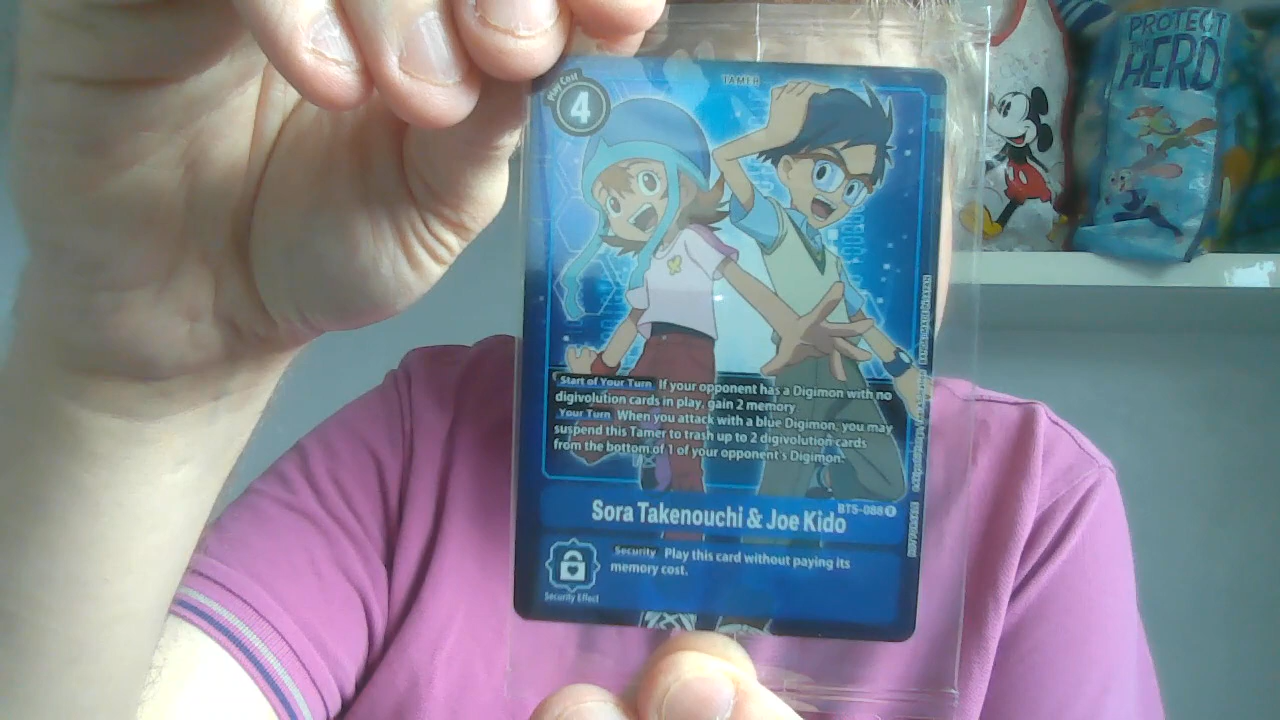 Play Cost
4
TAMER
PROTECT
HERD
Start of Your Turn If your opponent has a Digimon with no
digivolution cards in play, gain 2 memory
Your Turn When you attack with a blue Digimon, you may
suspend this Tamer to trash up to 2 digivolution cards
from the bottom of 1 of your opponent's Digimon.
BT5-088 R
Sora Takenouchi & Joe Kido
Security Play this card without paying its
memory cost.
Security Effect